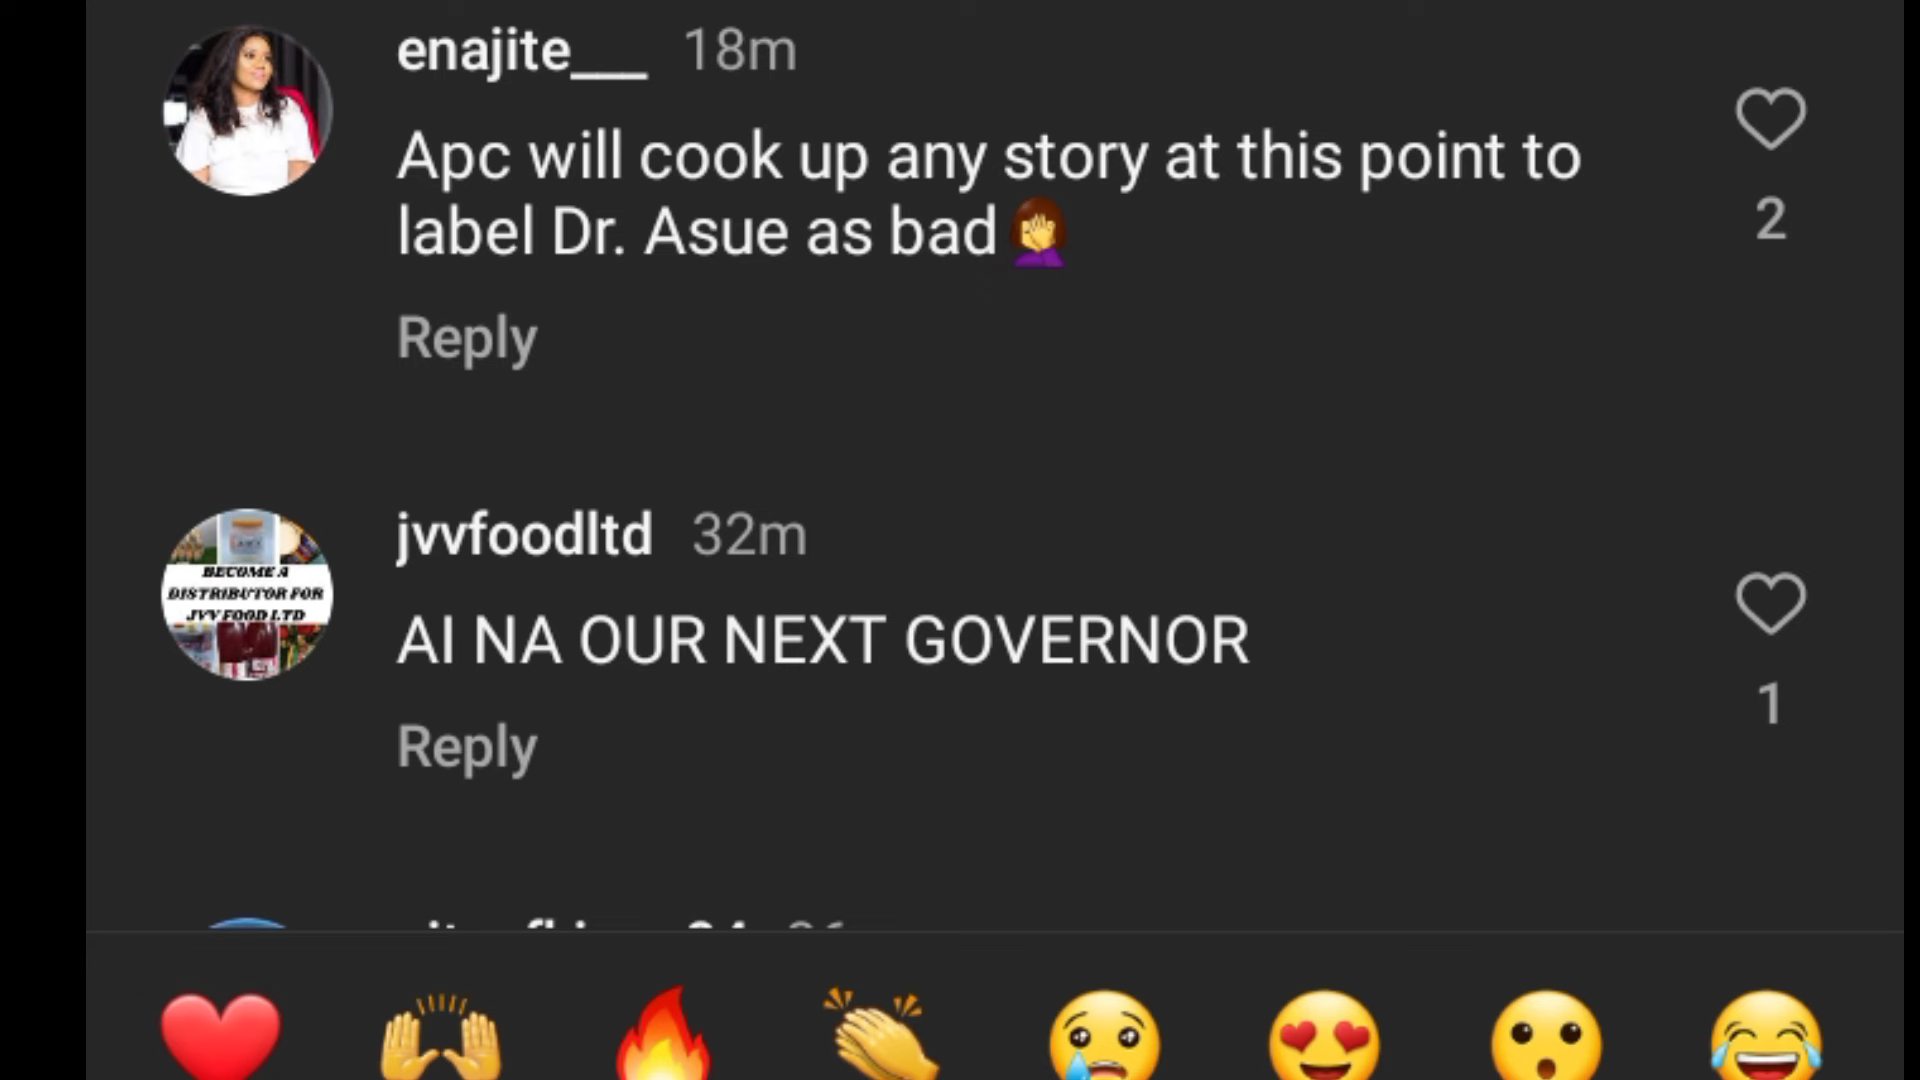 enajite___ 18m
Apc will cook up any story at this point to
label Dr. Asue as bad🤦‍♀️
2
Reply
jvvfoodltd 32m
BECOME A
DISTRIBUTOR FOR
JVV FOOD LTD
AI NA OUR NEXT GOVERNOR
1
Reply